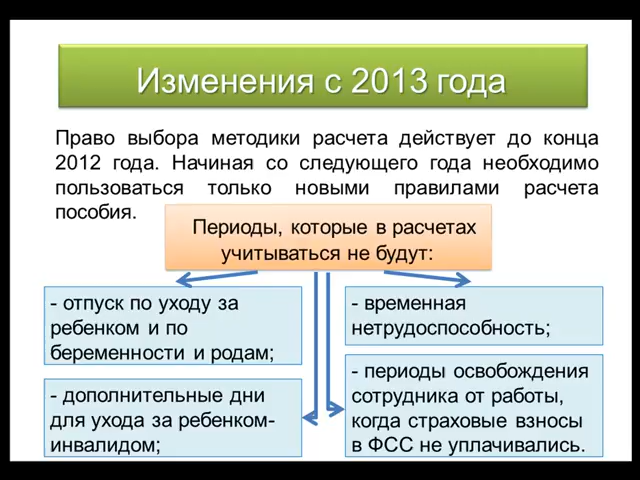 Изменения с 2013 года
Право выбора методики расчета действует до конца
2012 года. Начиная со следующего года необходимо
пользоваться только новыми правилами расчета
пособия.
Периоды, которые в расчетах
учитываться не будут:
- отпуск по уходу за
ребенком и по
беременности и родам;
- временная
нетрудоспособность;
- дополнительные дни
для ухода за ребенком-
инвалидом;
- периоды освобождения
сотрудника от работы,
когда страховые взносы
в ФСС не уплачивались.